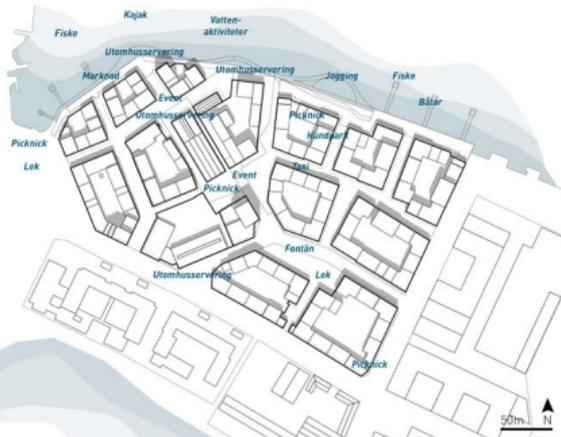 Kajak
Fiske
Vatten-
aktiviteter
Utomhusservering
Utomhusservering
Marknad
Jogging
Fiske
Event
Båtar
Utomhusservering
Picknick
Hundpark
Picknick
Lek
Taxi
Event
Picknick
Fontän
Utomhusservering
Lek
Picknick
50m
N